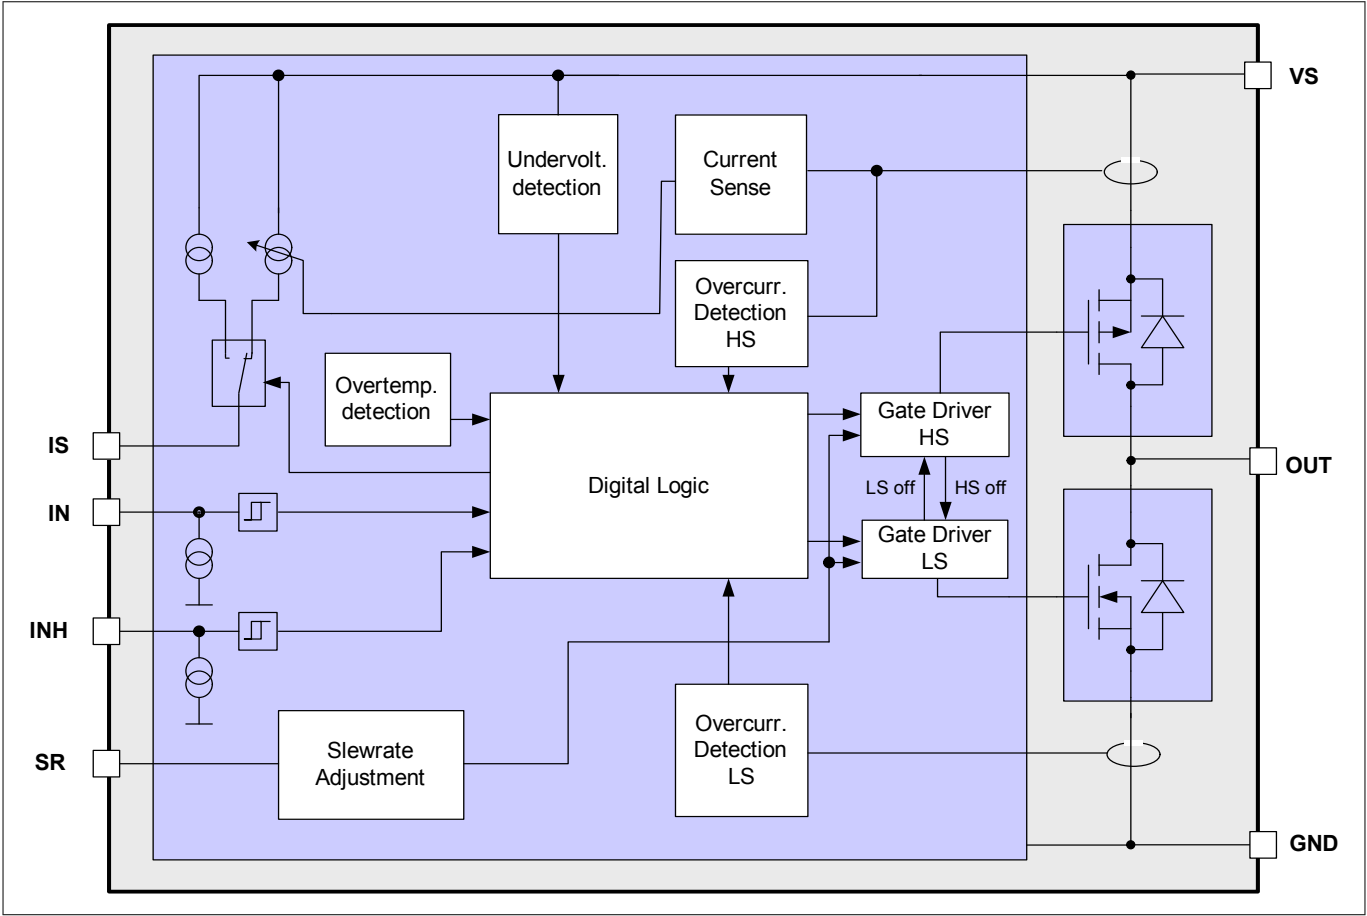 VS
Undervolt.
detection
Current
Sense
Overcurr.
Detection
HS
Overtemp.
detection
Gate Driver
HS
IS
OUT
Digital Logic
LS off
HS off
IN
Gate Driver
LS
INH
Overcurr.
Detection
LS
Slewrate
Adjustment
SR
GND